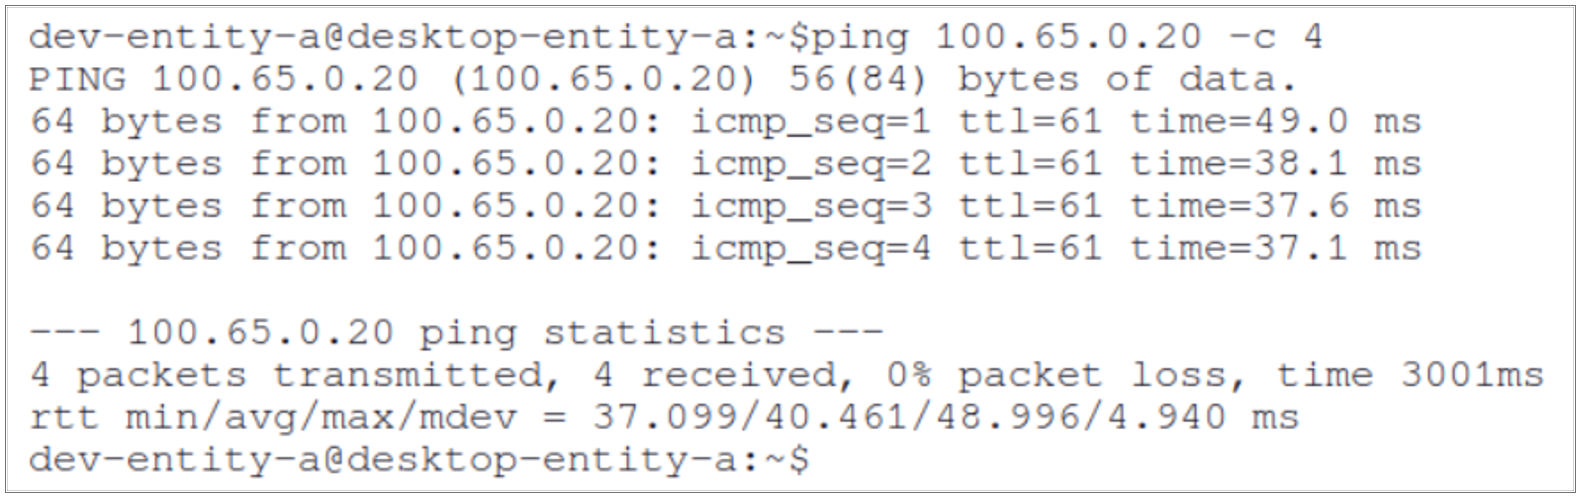 dev-entity-a@desktop-entity-a:~$ping 100.65.0.20 -c 4
PING 100.65.0.20 (100.65.0.20) 56(84) bytes of data.
64 bytes from 100.65.0.20: icmp_seq=1 ttl=61 time=49.0 ms
64 bytes from 100.65.0.20: icmp_seq=2 ttl=61 time=38.1 ms
64 bytes from 100.65.0.20: icmp_seq=3 ttl=61 time=37.6 ms
64 bytes from 100.65.0.20: icmp_seq=4 ttl=61 time=37.1 ms
--- 100.65.0.20 ping statistics ---
4 packets transmitted, 4 received, 0% packet loss, time 3001ms
rtt min/avg/max/mdev = 37.099/40.461/48.996/4.940 ms
dev-entity-a@desktop-entity-a:~$